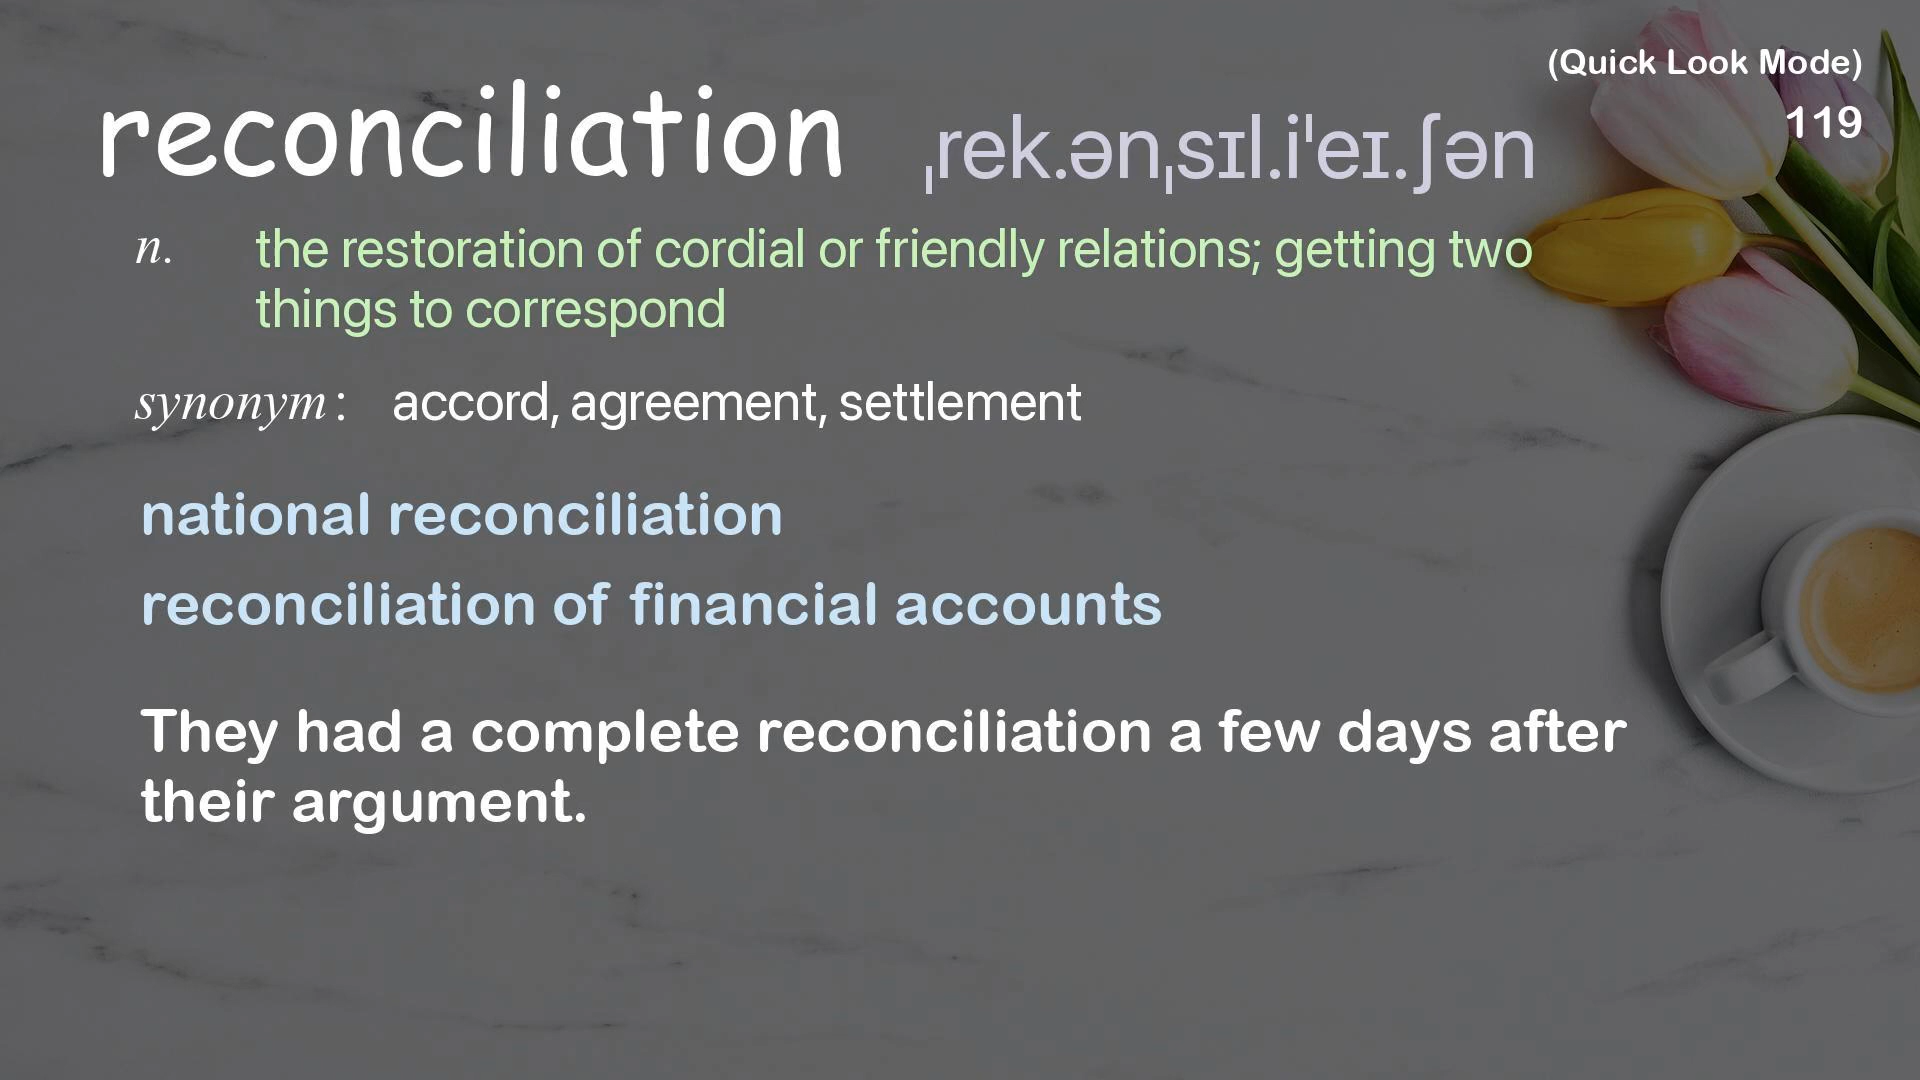 (Quick Look Mode)
119
reconciliation ˌrek.ənˌsɪl.iˈeɪ.ʃən
n. the restoration of cordial or friendly relations; getting two
things to correspond
synonym: accord, agreement, settlement
national reconciliation
reconciliation of financial accounts
They had a complete reconciliation a few days after
their argument.